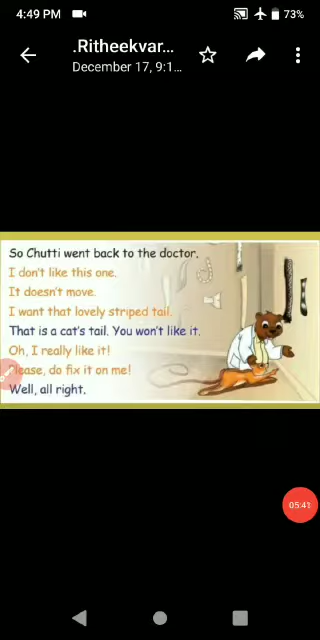 4:49 PM
73%
.Ritheekvar...
December 17, 9:1...
So Chutti went back to the doctor.
I don't like this one.
It doesn't move.
I want that lovely striped tail.
That is a cat's tail. You won't like it.
Oh, I really like it!
Please, do fix it on me!
Well, all right.
05:41